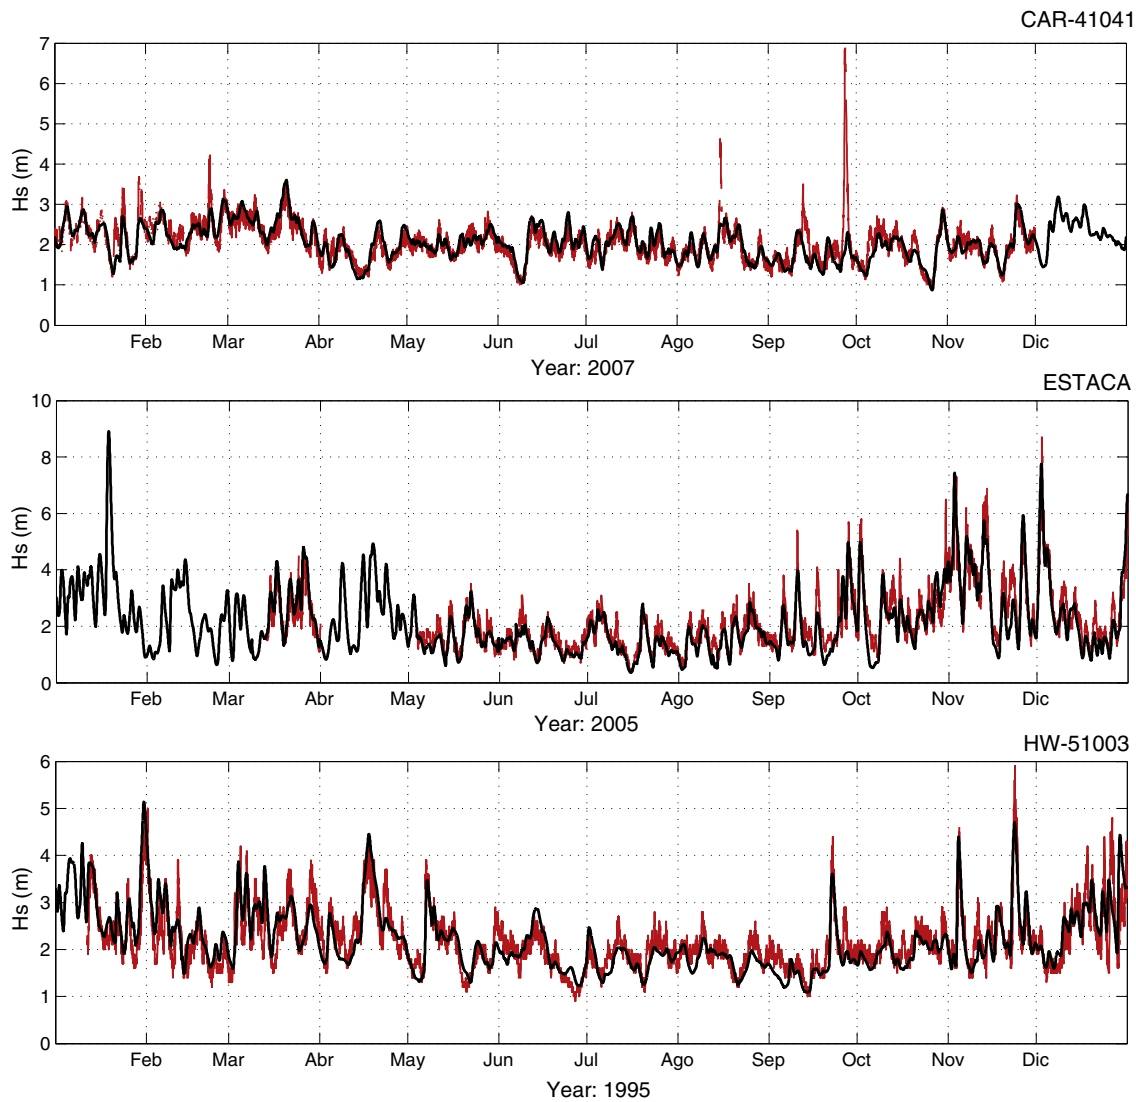 CAR-41041
7
6
5
4
3
2
1
0
Hs (m)
Feb Mar Abr May Jun Jul Ago Sep Oct Nov Dic
Year: 2007
ESTACA
10
8
6
4
2
0
Hs (m)
Feb Mar Abr May Jun Jul Ago Sep Oct Nov Dic
Year: 2005
HW-51003
6
5
4
3
2
1
0
Hs (m)
Feb Mar Abr May Jun Jul Ago Sep Oct Nov Dic
Year: 1995